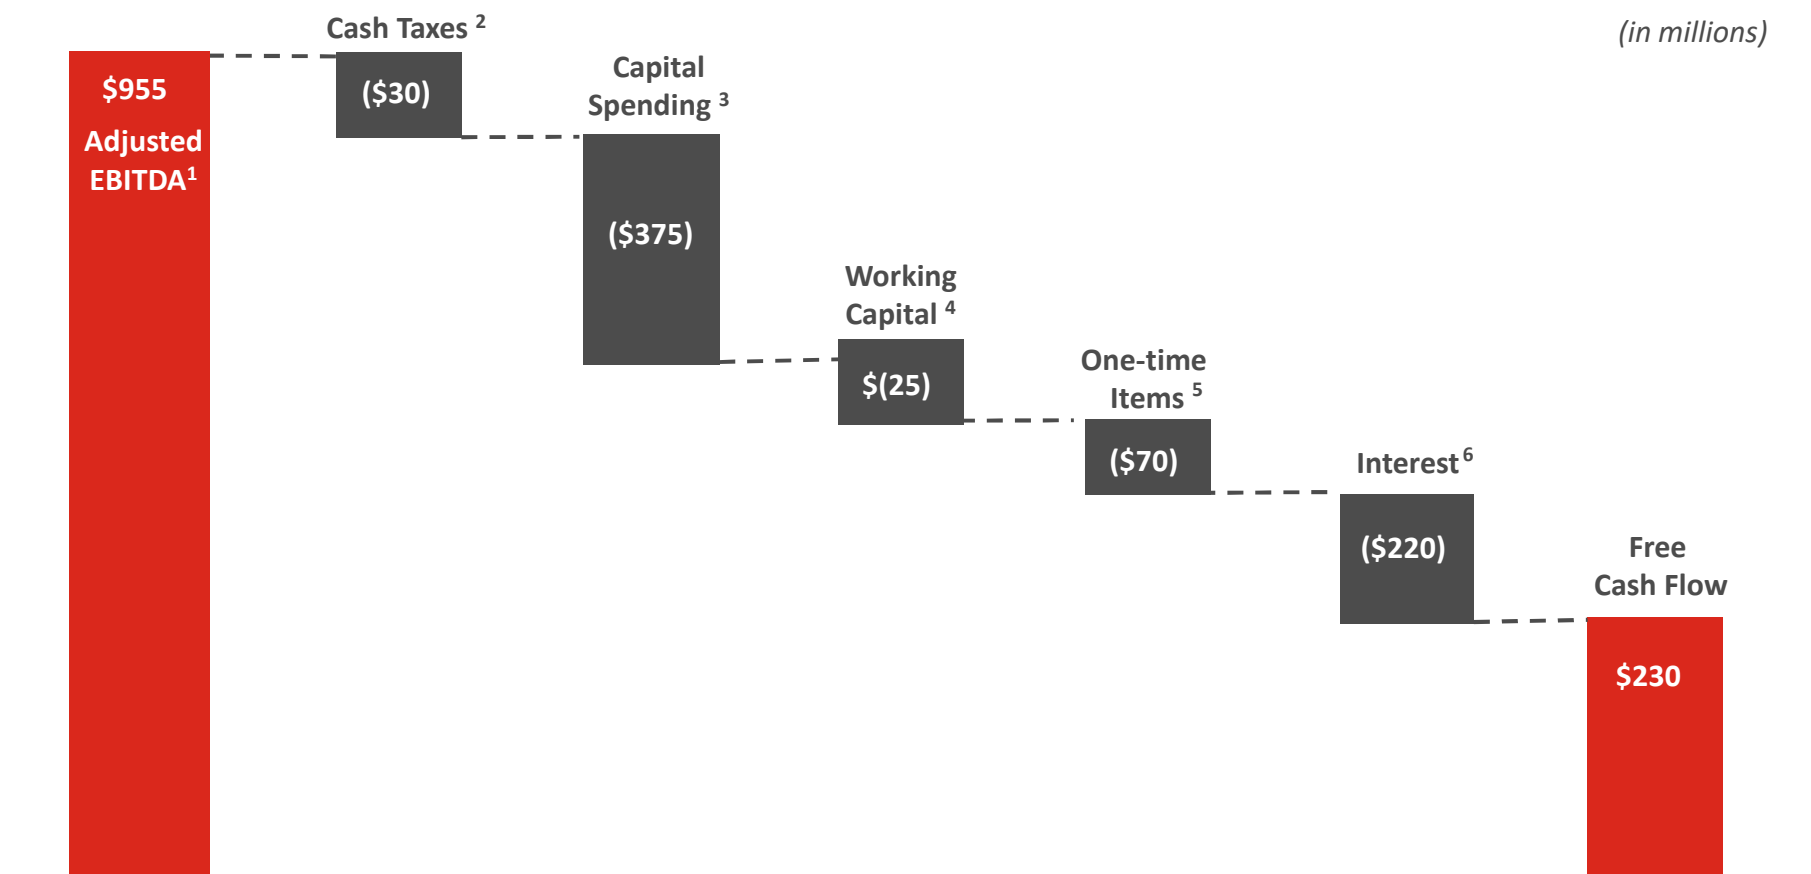 (in millions)
$955
Adjusted
EBITDA1
Cash Taxes 2
($30)
Capital
Spending 3
($375)
Working
Capital 4
$(25)
One-time
Items 5
($70)
Interest 6
($220)
Free
Cash Flow
$230